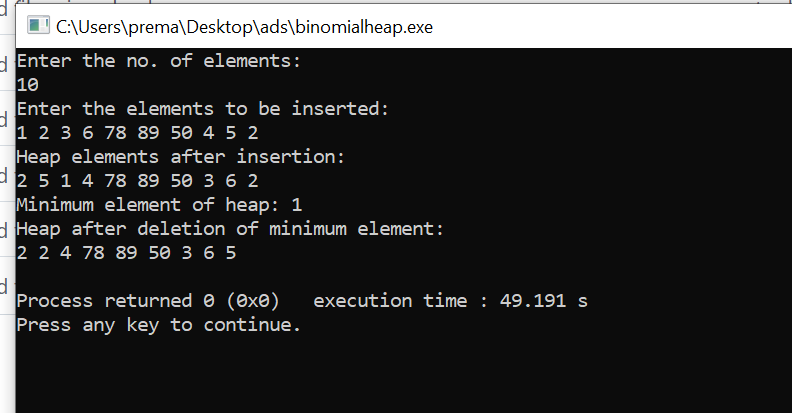 C:\Users\prema\Desktop\ads\binomialheap.exe
Enter the no. of elements:
10
Enter the elements to be inserted:
1 2 3 6 78 89 50 4 5 2
Heap elements after insertion:
2 5 1 4 78 89 50 3 6 2
Minimum element of heap: 1
Heap after deletion of minimum element:
2 2 4 78 89 50 3 6 5
Process returned 0 (0x0)   execution time : 49.191 s
Press any key to continue.